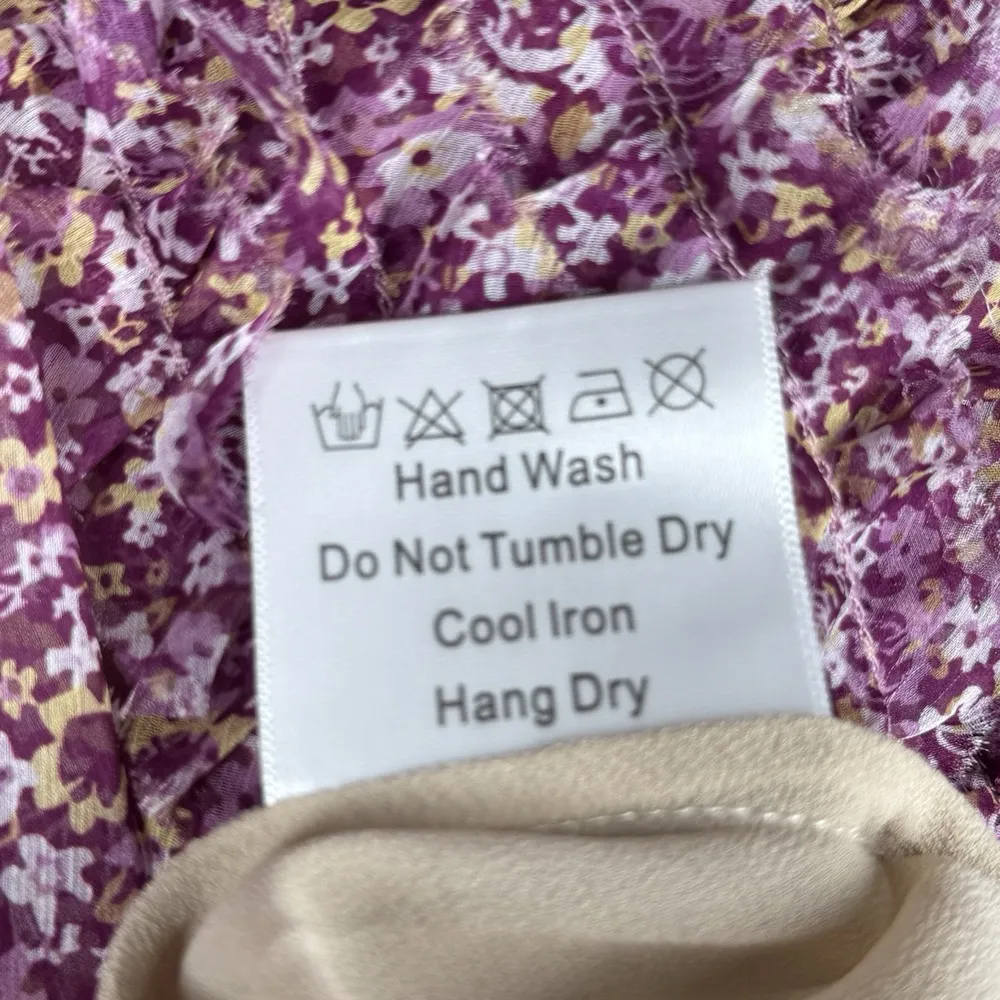 Hand Wash
Do Not Tumble Dry
Cool Iron
Hang Dry